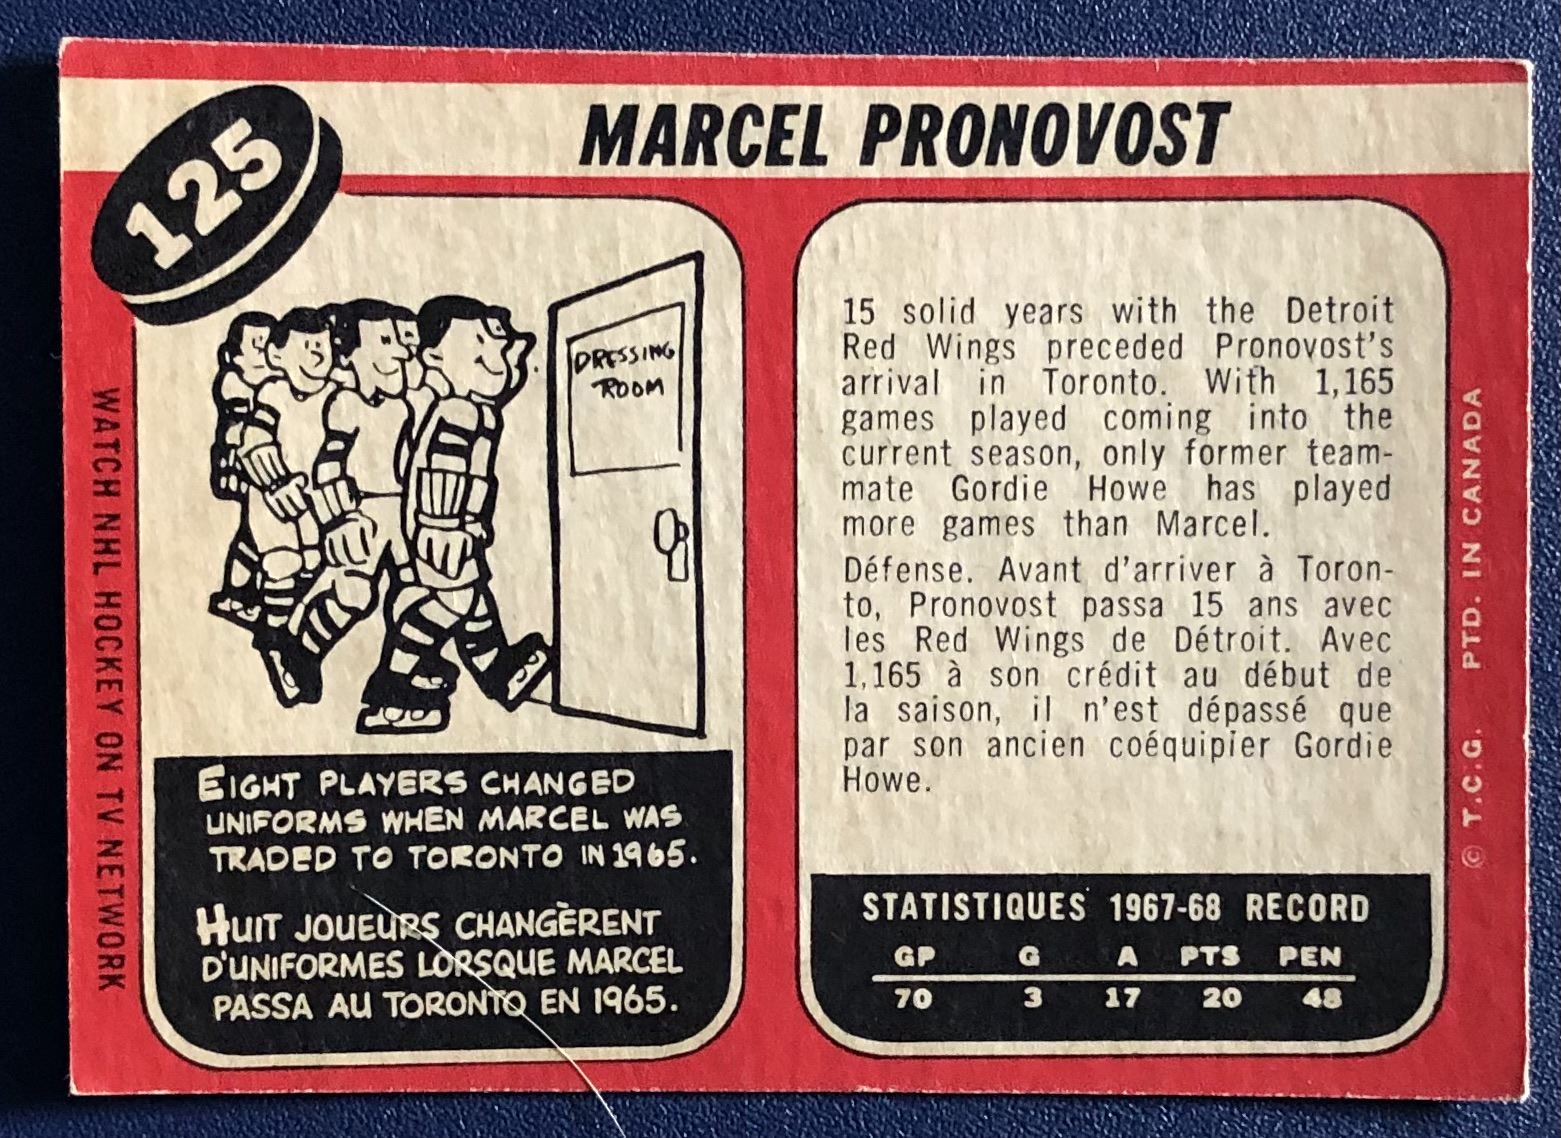 MARCEL PRONOVOST
125
WATCH NHL HOCKEY ON TV NETWORK
DRESSING
ROOM
EIGHT PLAYERS CHANGED
UNIFORMS WHEN MARCEL WAS
TRADED TO TORONTO IN 1965.
HUIT JOUEURS CHANGÈRENT
D'UNIFORMES LORSQUE MARCEL
PASSA AU TORONTO EN 1965.
15 solid years with the Detroit
Red Wings preceded Pronovost's
arrival in Toronto. With 1,165
games played coming into the
current season, only former team-
mate Gordie Howe has played
more games than Marcel.
Défense. Avant d'arriver à Toron-
to, Pronovost passa 15 ans avec
les Red Wings de Détroit. Avec
1,165 à son crédit au début de
la saison, il n'est dépassé que
par son ancien coéquipier Gordie
Howe.
STATISTIQUES 1967-68 RECORD
GP G A PTS PEN
70 3 17 20 48
© T.C.G. PTD. IN CANADA